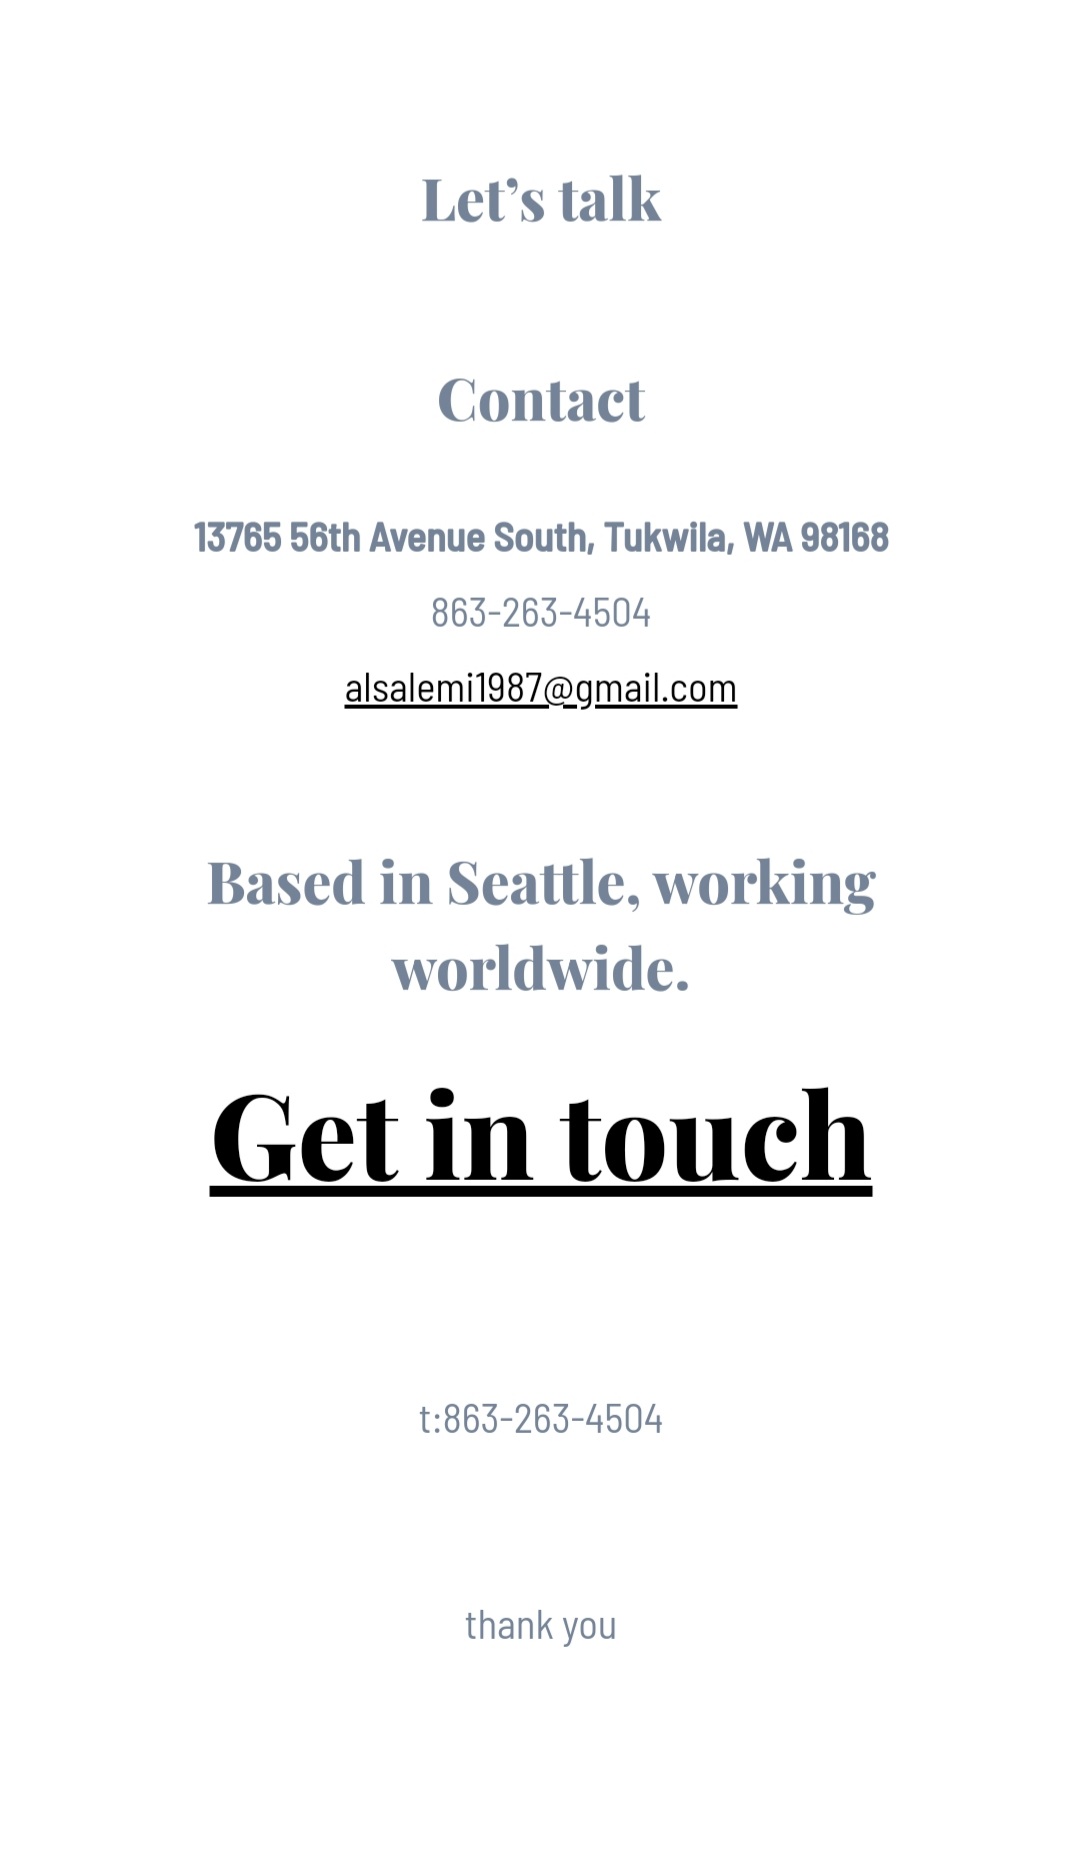 Let’s talk
Contact
13765 56th Avenue South, Tukwila, WA 98168
863-263-4504
alsalemi1987@gmail.com
Based in Seattle, working
worldwide.
Get in touch
t:863-263-4504
thank you